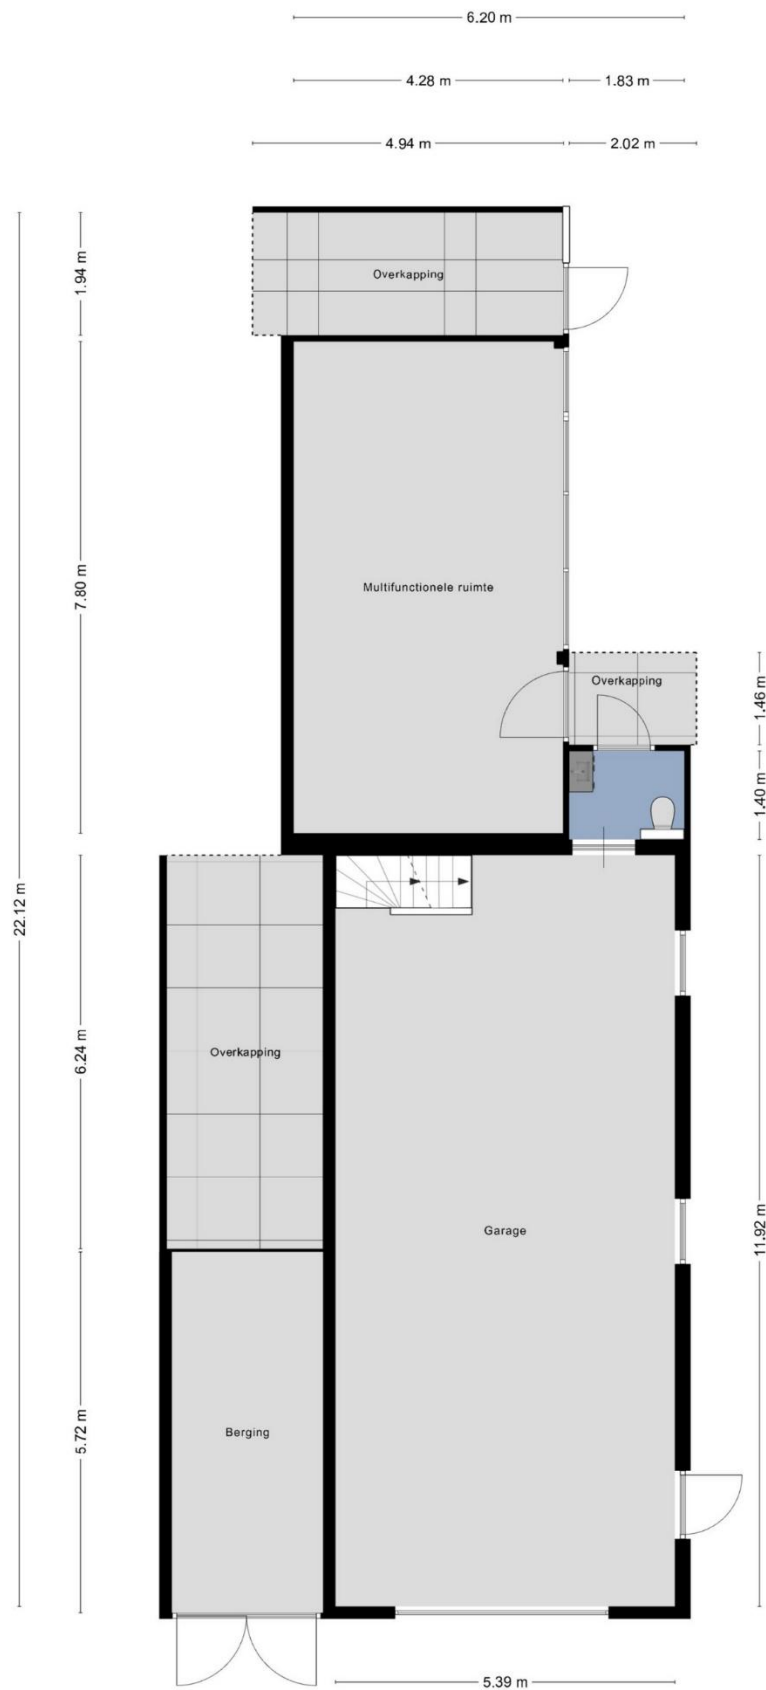 6.20 m
4.28 m
1.83 m
4.94 m
2.02 m
1.94 m
Overkapping
7.80 m
Multifunctionele ruimte
Overkapping
1.46 m
1.40 m
22.12 m
6.24 m
Overkapping
Garage
11.92 m
5.72 m
Berging
5.39 m